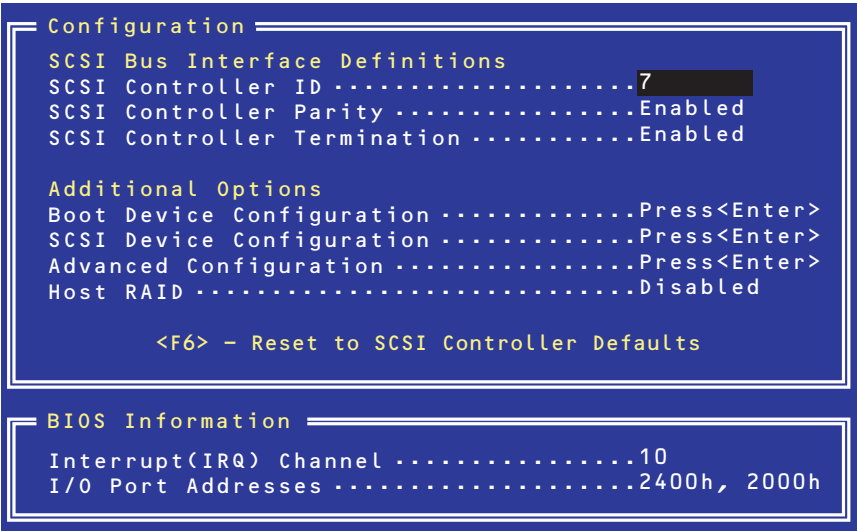 Configuration
SCSI Bus Interface Definitions
SCSI Controller ID ····················7
SCSI Controller Parity ················Enabled
SCSI Controller Termination ···········Enabled
Additional Options
Boot Device Configuration ·············Press<Enter>
SCSI Device Configuration ·············Press<Enter>
Advanced Configuration ················Press<Enter>
Host RAID ·····························Disabled
<F6> − Reset to SCSI Controller Defaults
BIOS Information
Interrupt(IRQ) Channel ················10
I/O Port Addresses ····················2400h, 2000h